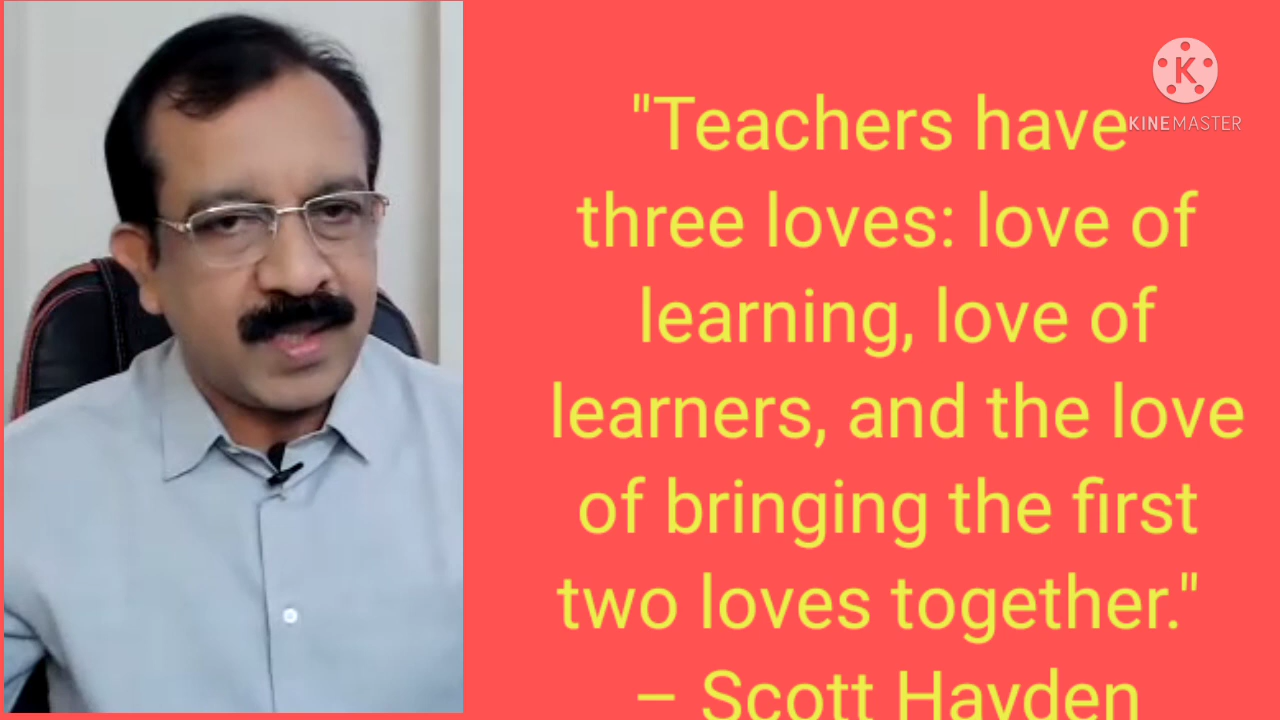 "Teachers have
three loves: love of
learning, love of
learners, and the love
of bringing the first
two loves together."
– Scott Hayden
K
KINEMASTER